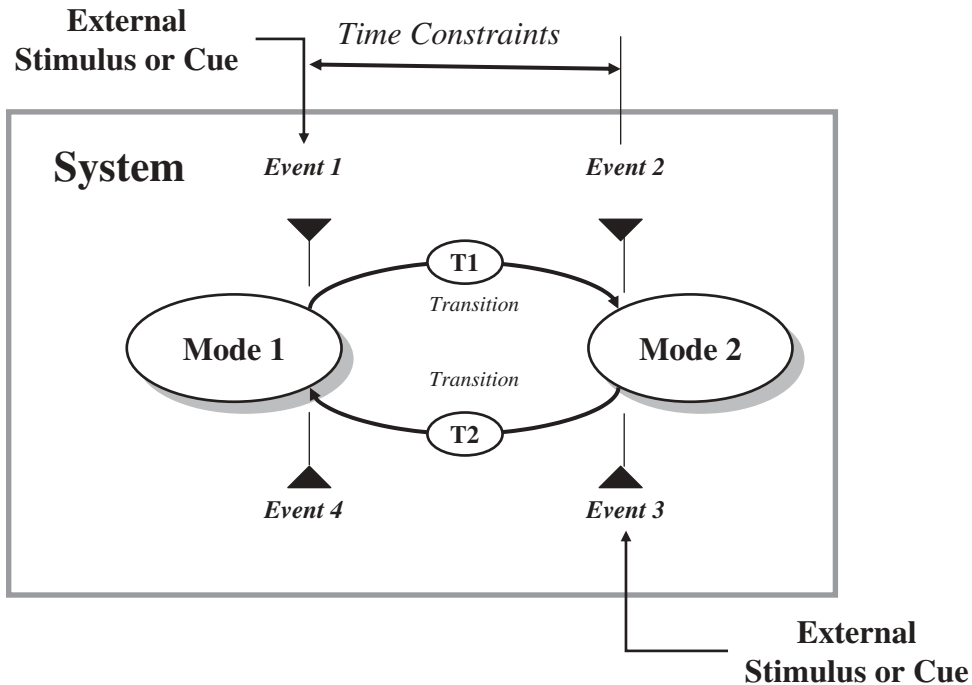 External
Stimulus or Cue
Time Constraints
System
Event 1
Event 2
T1
Transition
Mode 1
Mode 2
Transition
T2
Event 4
Event 3
External
Stimulus or Cue